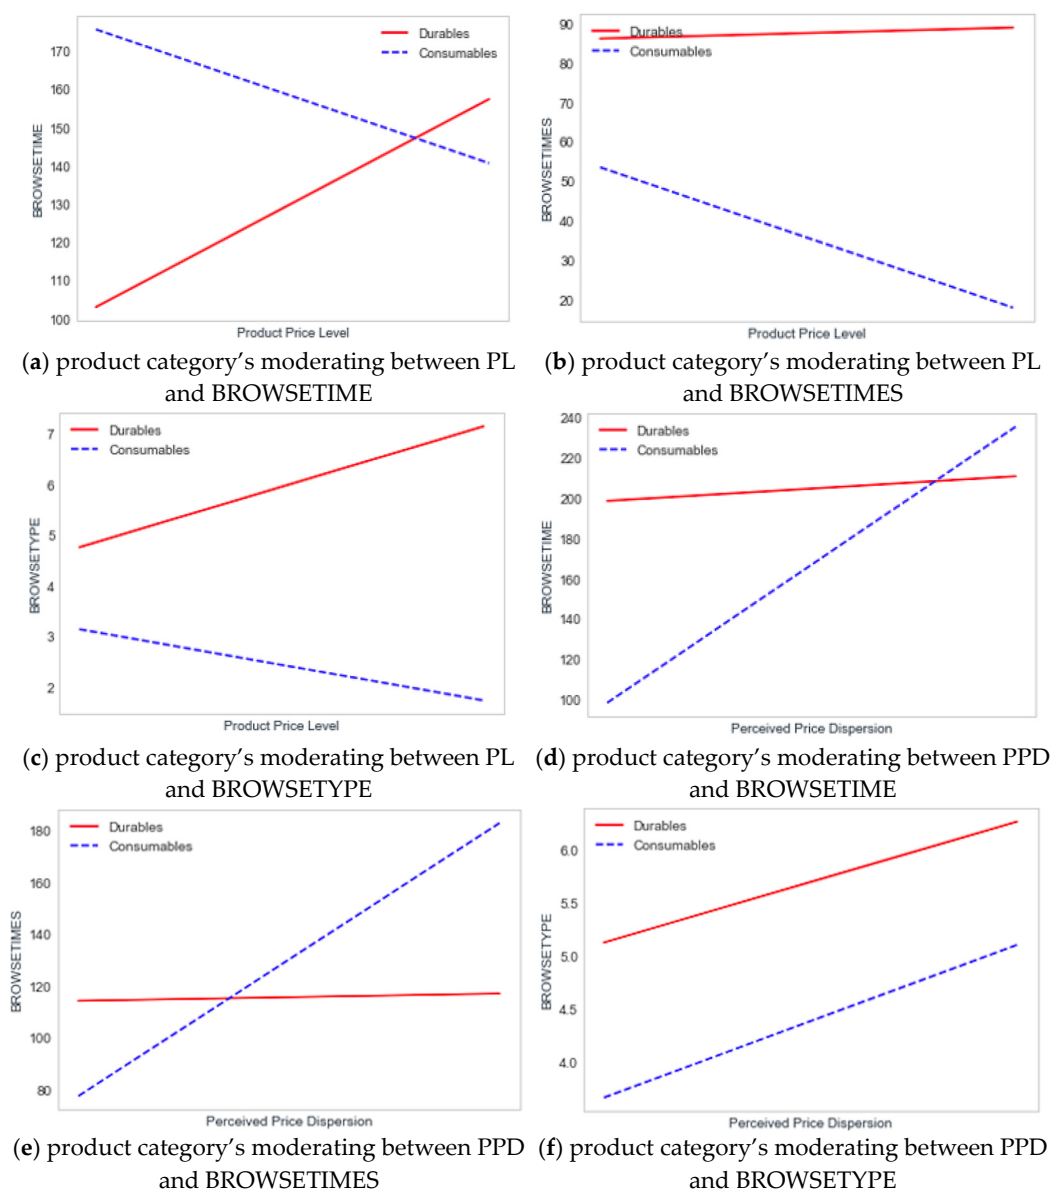 170
160
150
140
130
120
110
100
BROWSETIME
Durables
Consumables
Product Price Level
(a) product category’s moderating between PL
and BROWSETIME
90
80
70
60
50
40
30
20
BROWSETIMES
Durables
Consumables
Product Price Level
(b) product category’s moderating between PL
and BROWSETIMES
7
6
5
4
3
2
BROWSETYPE
Durables
Consumables
Product Price Level
(c) product category’s moderating between PL
and BROWSETYPE
240
220
200
180
160
140
120
100
BROWSETIME
Durables
Consumables
Perceived Price Dispersion
(d) product category’s moderating between PPD
and BROWSETIME
180
160
140
120
100
80
BROWSETIMES
Durables
Consumables
Perceived Price Dispersion
(e) product category’s moderating between PPD
and BROWSETIMES
6.0
5.5
5.0
4.5
4.0
BROWSETYPE
Durables
Consumables
Perceived Price Dispersion
(f) product category’s moderating between PPD
and BROWSETYPE